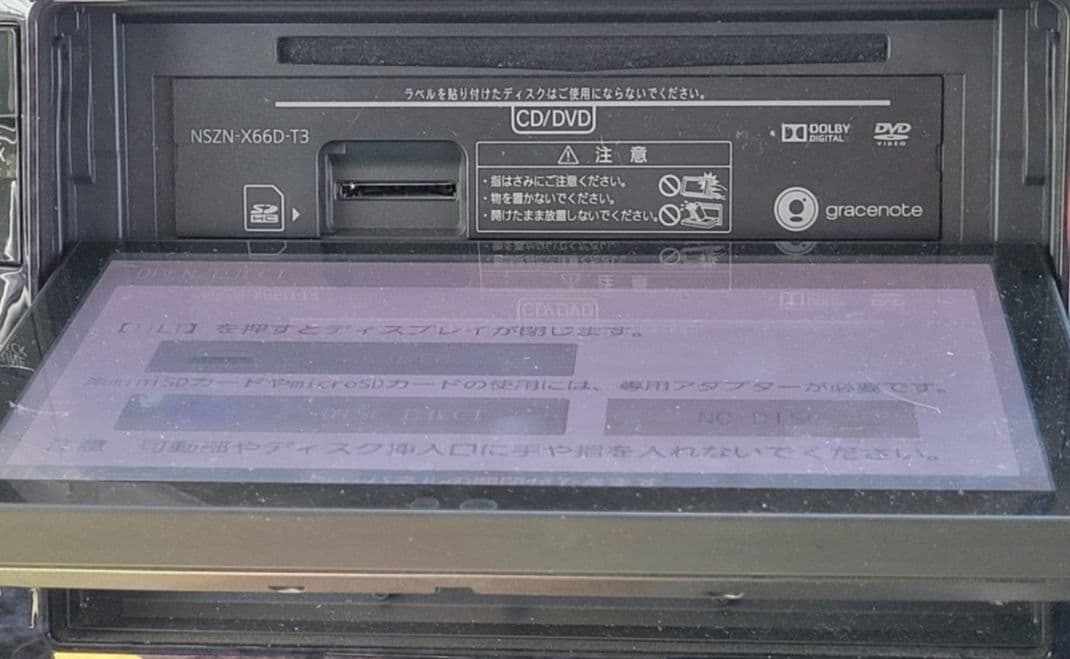 ラベルを貼り付けたディスクはご使用にならないでください。
CD/DVD
NSZN-X66D-T3
DOLBY
DIGITAL
DVD
VIDEO
注 意
・指はさみにご注意ください。
・物を置かないでください。
・開けたまま放置しないでください。
SD
HC
gracenote
を押すとディスプレイが閉じます。
miniSDカードやmicroSDカードの使用には、専用アダプターが必要です。
DISC EJECT
NO DISC
注意 可動部やディスク挿入口に手や指を入れないでください。